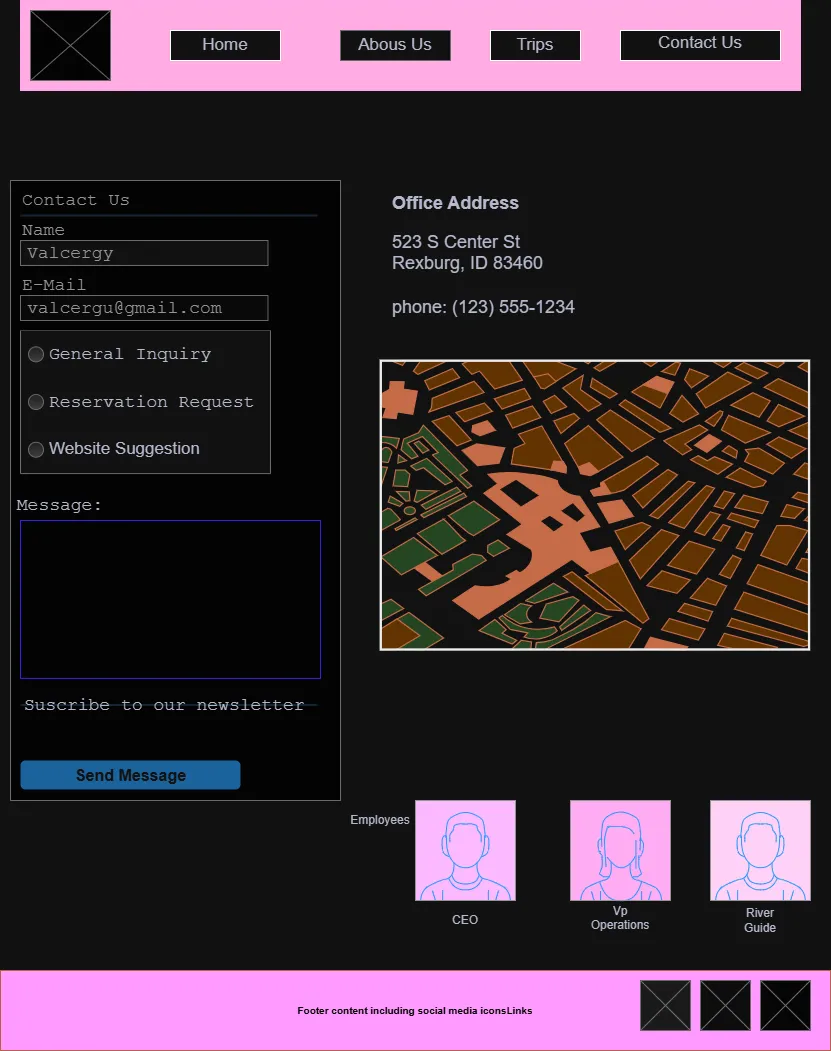 Home
Abous Us
Trips
Contact Us
Contact Us
Name
Valcergy
E-Mail
valcergu@gmail.com
General Inquiry
Reservation Request
Website Suggestion
Message:
Suscribe to our newsletter
Send Message
Office Address
523 S Center St
Rexburg, ID 83460
phone: (123) 555-1234
Employees
CEO
Vp
Operations
River
Guide
Footer content including social media iconsLinks